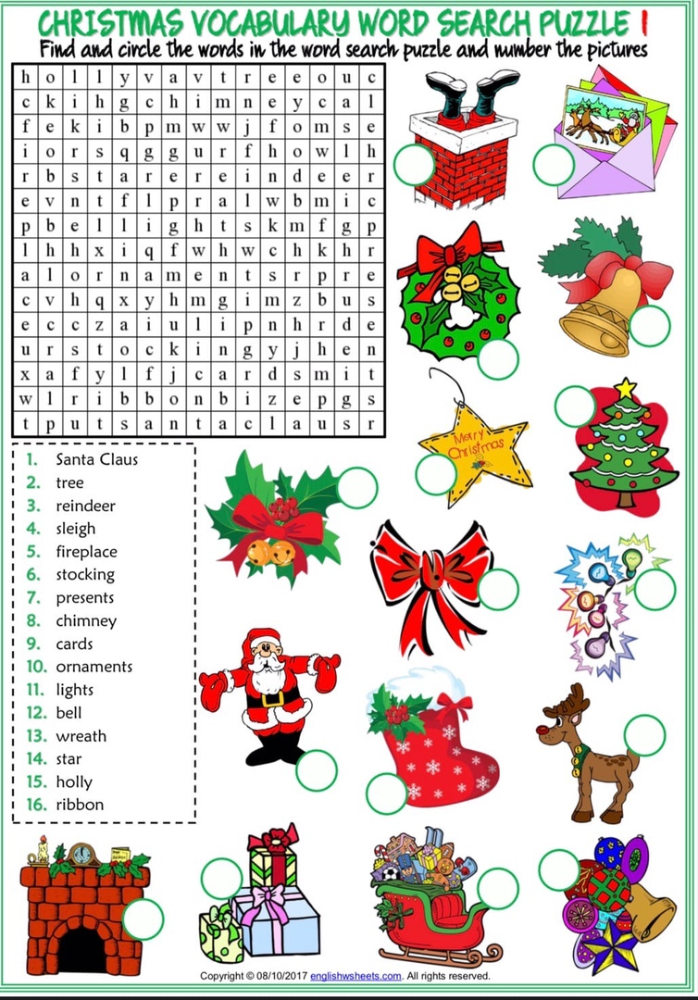 CHRISTMAS VOCABULARY WORD SEARCH PUZZLE 1
Find and circle the words in the word search puzzle and number the pictures
h o l l y v a v t r e e o u c
c k i h g c h i m n e y c a l
f e k i b p m w w j f o m s e
i o r s q g g u r f h o w l h
r b s t a r e r e i n d e e r
e v n t f l p r a l w b m i c
p b e l l i g h t s k m f g p
l h h x i q f w h w c h k h r
a l o r n a m e n t s r p r e
c v h q x y h m g i m z b u s
e c c z a i u l i p n h r d e
u r s t o c k i n g y j h e n
x a f y l f j c a r d s m i t
w l r i b b o n b i z e p g s
t p u t s a n t a c l a u s r
1. Santa Claus
2. tree
3. reindeer
4. sleigh
5. fireplace
6. stocking
7. presents
8. chimney
9. cards
10. ornaments
11. lights
12. bell
13. wreath
14. star
15. holly
16. ribbon
Merry
Christmas
Copyright © 08/10/2017 englishwsheets.com. All rights reserved.